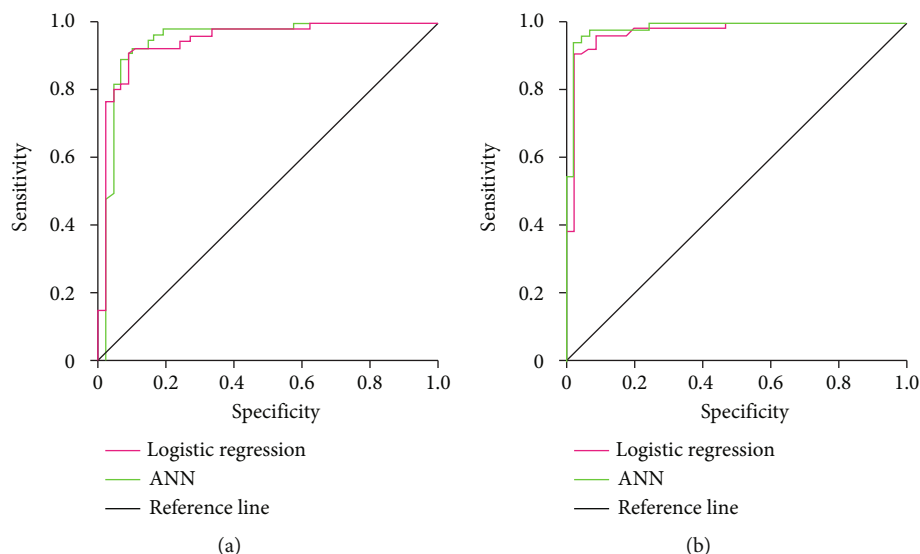 1.0
0.8
0.6
0.4
0.2
0
Sensitivity
0 0.2 0.4 0.6 0.8 1.0
Specificity
Logistic regression
ANN
Reference line
(a)
1.0
0.8
0.6
0.4
0.2
0
Sensitivity
0 0.2 0.4 0.6 0.8 1.0
Specificity
Logistic regression
ANN
Reference line
(b)